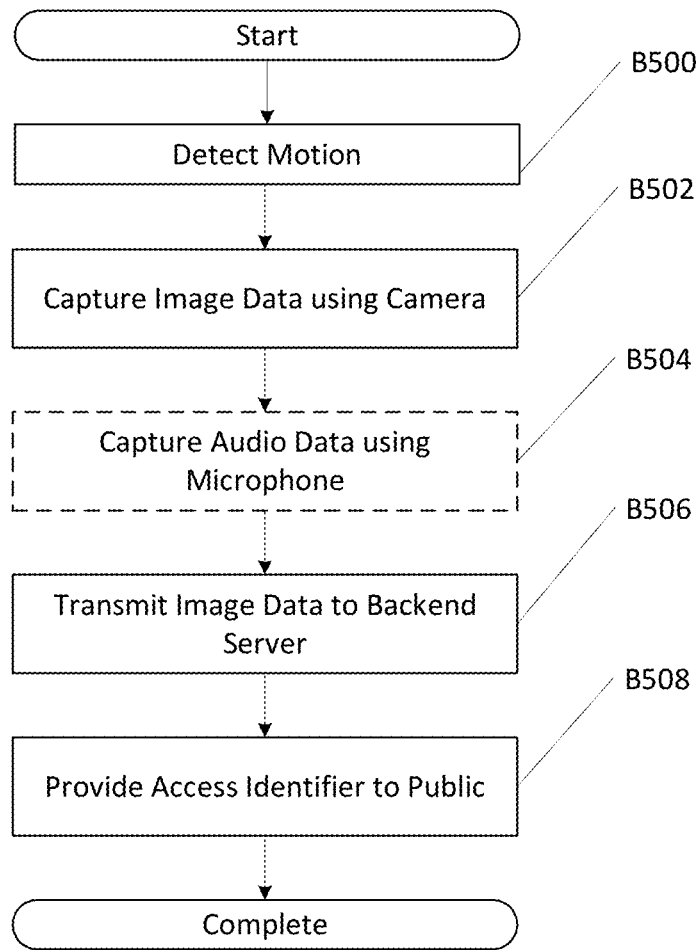 Start
B500
Detect Motion
B502
Capture Image Data using Camera
B504
Capture Audio Data using
Microphone
B506
Transmit Image Data to Backend
Server
B508
Provide Access Identifier to Public
Complete